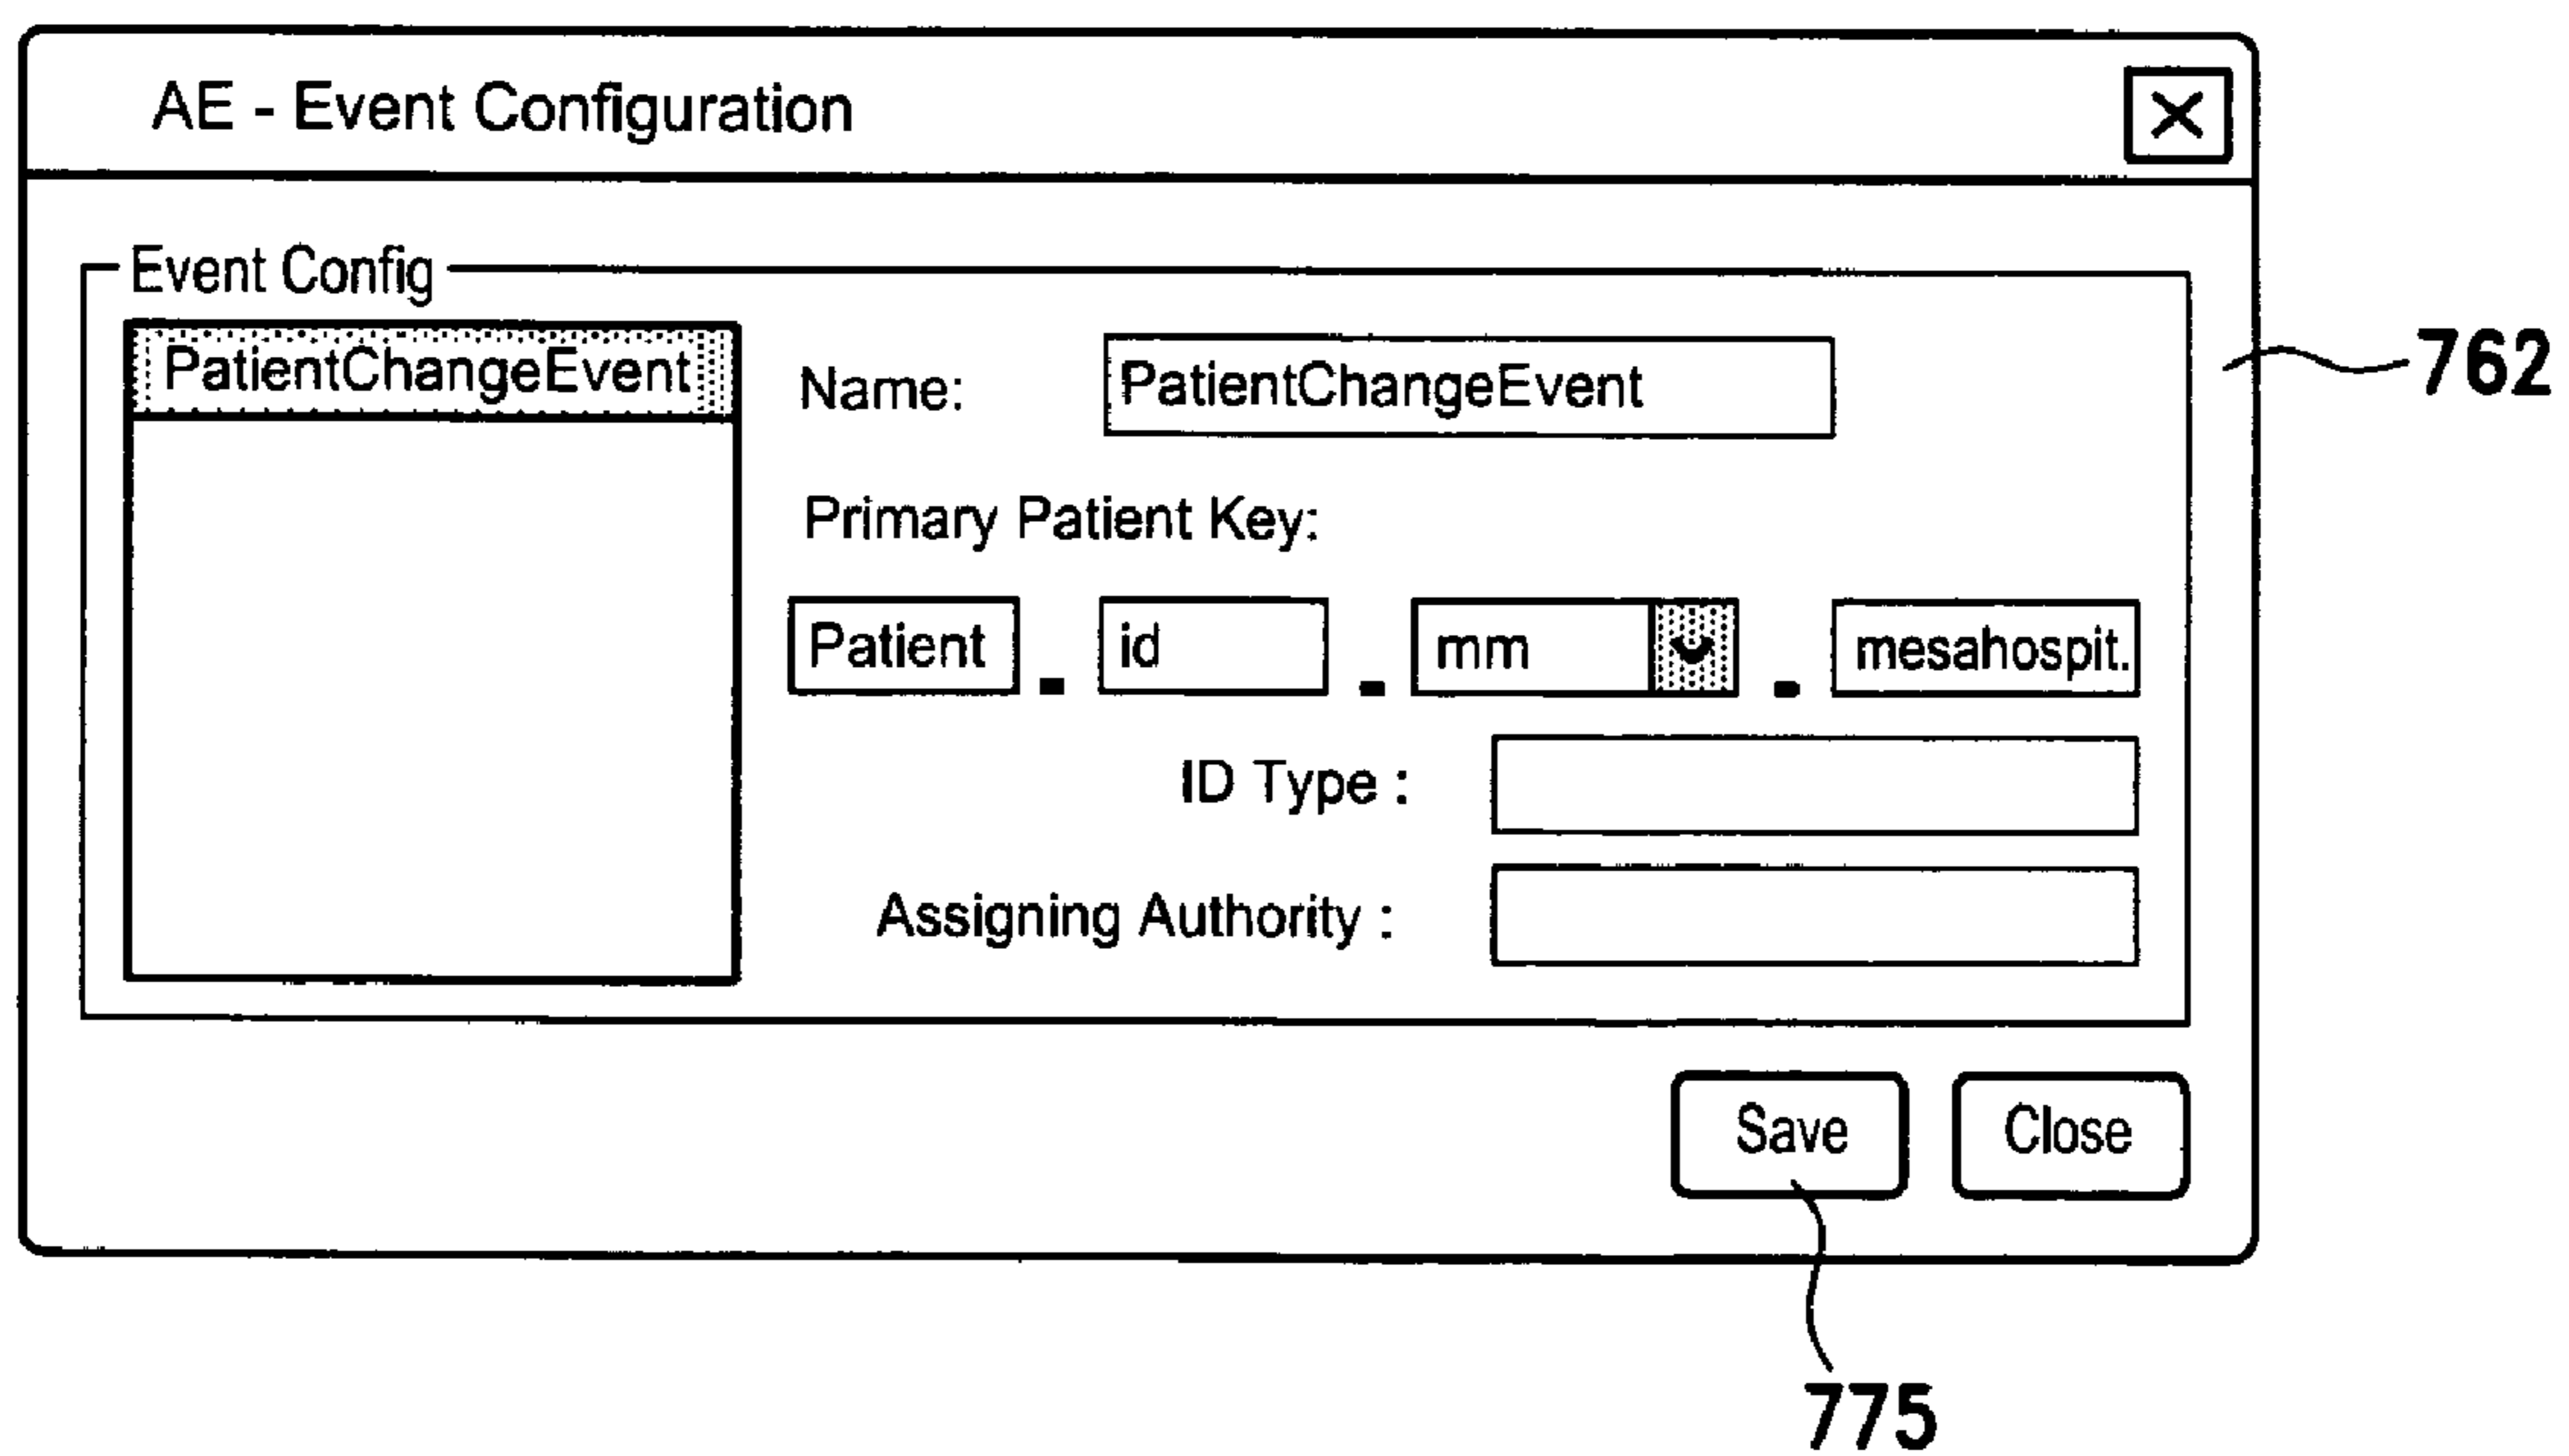 AE - Event Configuration
Event Config
PatientChangeEvent
Name: PatientChangeEvent
762
Primary Patient Key:
Patient . id . mm . mesahospit.
ID Type :
Assigning Authority :
Save Close
775